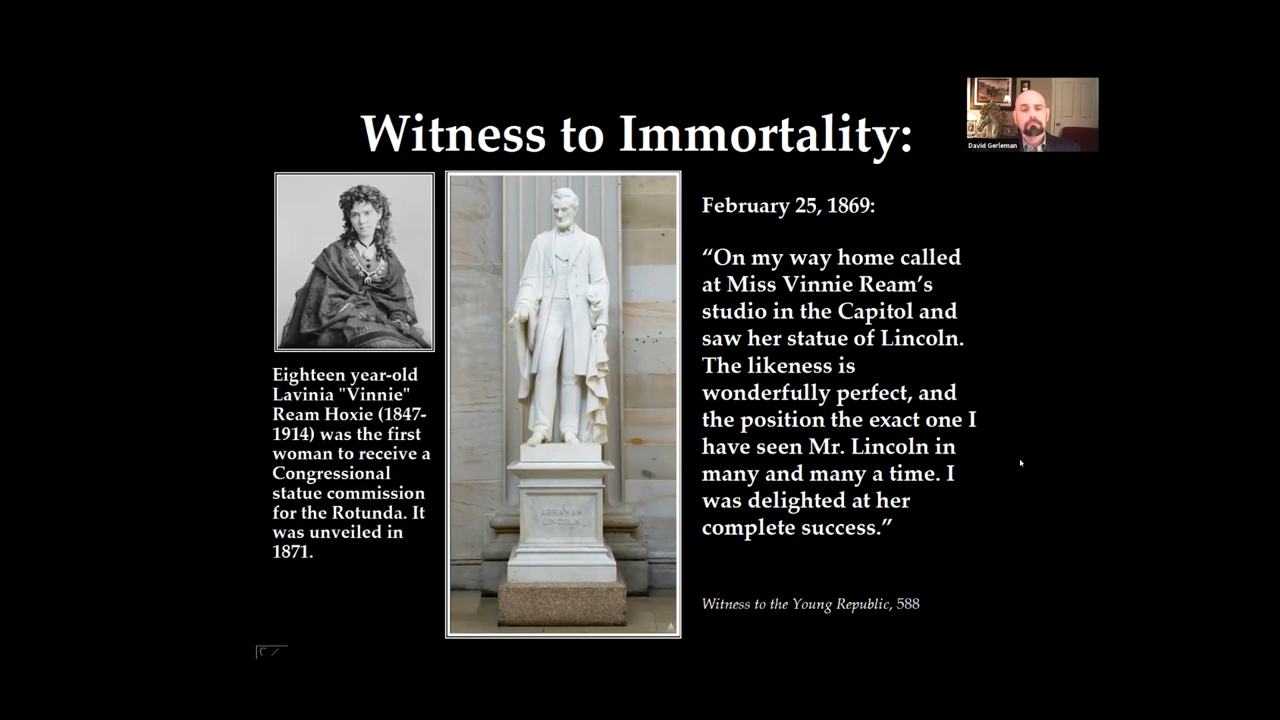 Witness to Immortality:
David Gerleman
Eighteen year-old
Lavinia "Vinnie"
Ream Hoxie (1847-
1914) was the first
woman to receive a
Congressional
statue commission
for the Rotunda. It
was unveiled in
1871.
ABRAHAM
LINCOLN
February 25, 1869:
“On my way home called
at Miss Vinnie Ream’s
studio in the Capitol and
saw her statue of Lincoln.
The likeness is
wonderfully perfect, and
the position the exact one I
have seen Mr. Lincoln in
many and many a time. I
was delighted at her
complete success.”
Witness to the Young Republic, 588